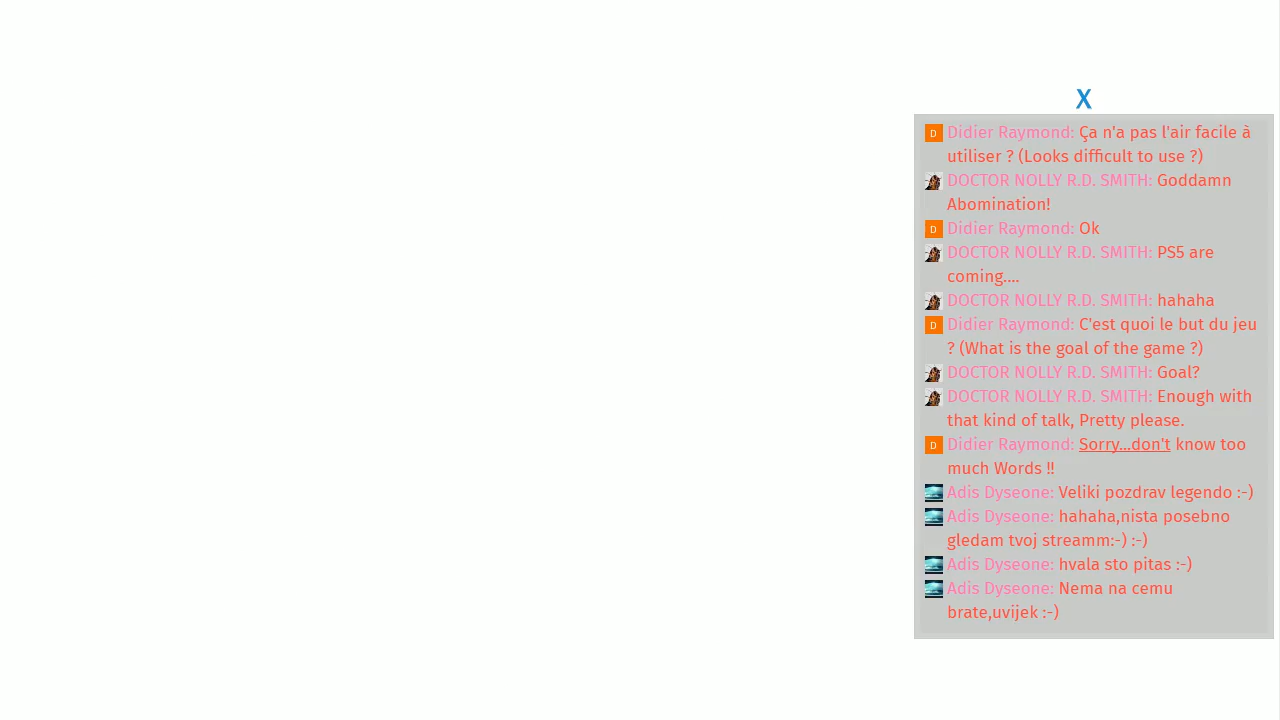 X
D Didier Raymond: Ça n'a pas l'air facile à
utiliser ? (Looks difficult to use ?)
DOCTOR NOLLY R.D. SMITH: Goddamn
Abomination!
D Didier Raymond: Ok
DOCTOR NOLLY R.D. SMITH: PS5 are
coming....
DOCTOR NOLLY R.D. SMITH: hahaha
D Didier Raymond: C'est quoi le but du jeu
? (What is the goal of the game ?)
DOCTOR NOLLY R.D. SMITH: Goal?
DOCTOR NOLLY R.D. SMITH: Enough with
that kind of talk, Pretty please.
D Didier Raymond: Sorry...don't know too
much Words !!
Adis Dyseone: Veliki pozdrav legendo :-)
Adis Dyseone: hahaha,nista posebno
gledam tvoj streamm:-) :-)
Adis Dyseone: hvala sto pitas :-)
Adis Dyseone: Nema na cemu
brate,uvijek :-)